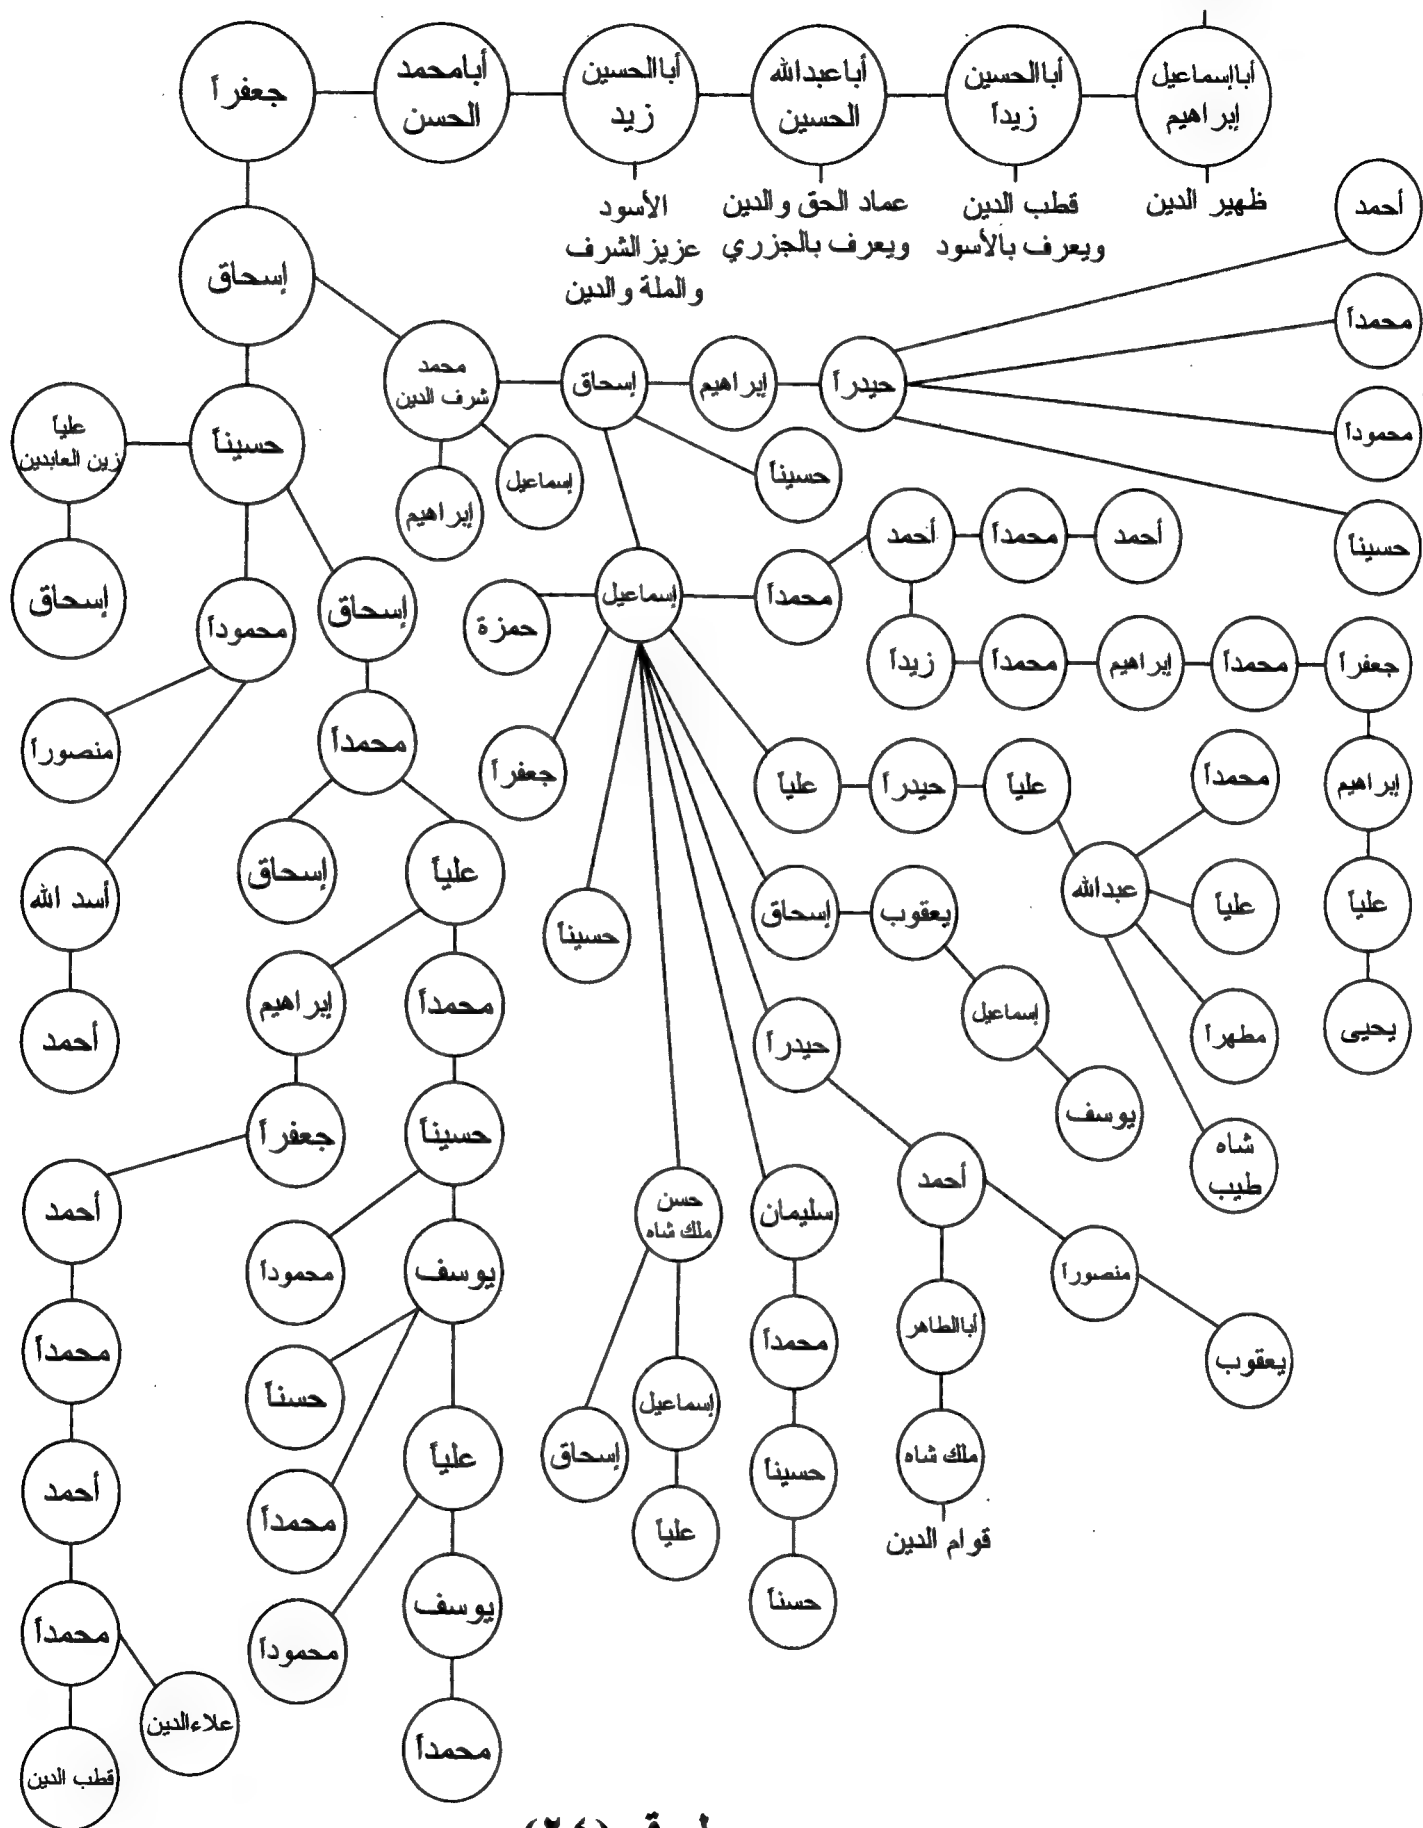 أباإسماعيل
إبراهيم
ظهير الدين
أباالحسين
زيداً
قطب الدين
ويعرف بالأسود
أباعبدالله
الحسين
عماد الحق والدين
ويعرف بالجزري
أباالحسين
زيد
الأسود
عزيز الشرف
والملة والدين
أبامحمد
الحسن
جعفراً
إسحاق
محمد
شرف الدين
إسحاق
إبراهيم
حيدراً
أحمد
محمداً
محموداً
حسيناً
حسيناً
إسماعيل
إبراهيم
حسيناً
علياً
زين العابدين
إسحاق
محموداً
إسحاق
منصوراً
أسد الله
أحمد
محمداً
إسحاق
علياً
إبراهيم
محمداً
جعفراً
حسيناً
أحمد
محموداً
يوسف
محمداً
حسناً
أحمد
محمداً
علياً
محمداً
محموداً
يوسف
علاءالدين
قطب الدين
محمداً
إسماعيل
حمزة
محمداً
أحمد
محمداً
أحمد
زيداً
محمداً
إبراهيم
محمداً
جعفراً
إبراهيم
علياً
يحيى
جعفراً
علياً
حيدراً
علياً
عبدالله
محمداً
علياً
مطهراً
شاه
طيب
حسيناً
إسحاق
يعقوب
إسماعيل
يوسف
حيدراً
أحمد
منصوراً
يعقوب
أباالطاهر
ملك شاه
قوام الدين
سليمان
محمداً
حسيناً
حسناً
حسن
ملك شاه
إسماعيل
إسحاق
علياً
(٢٤)